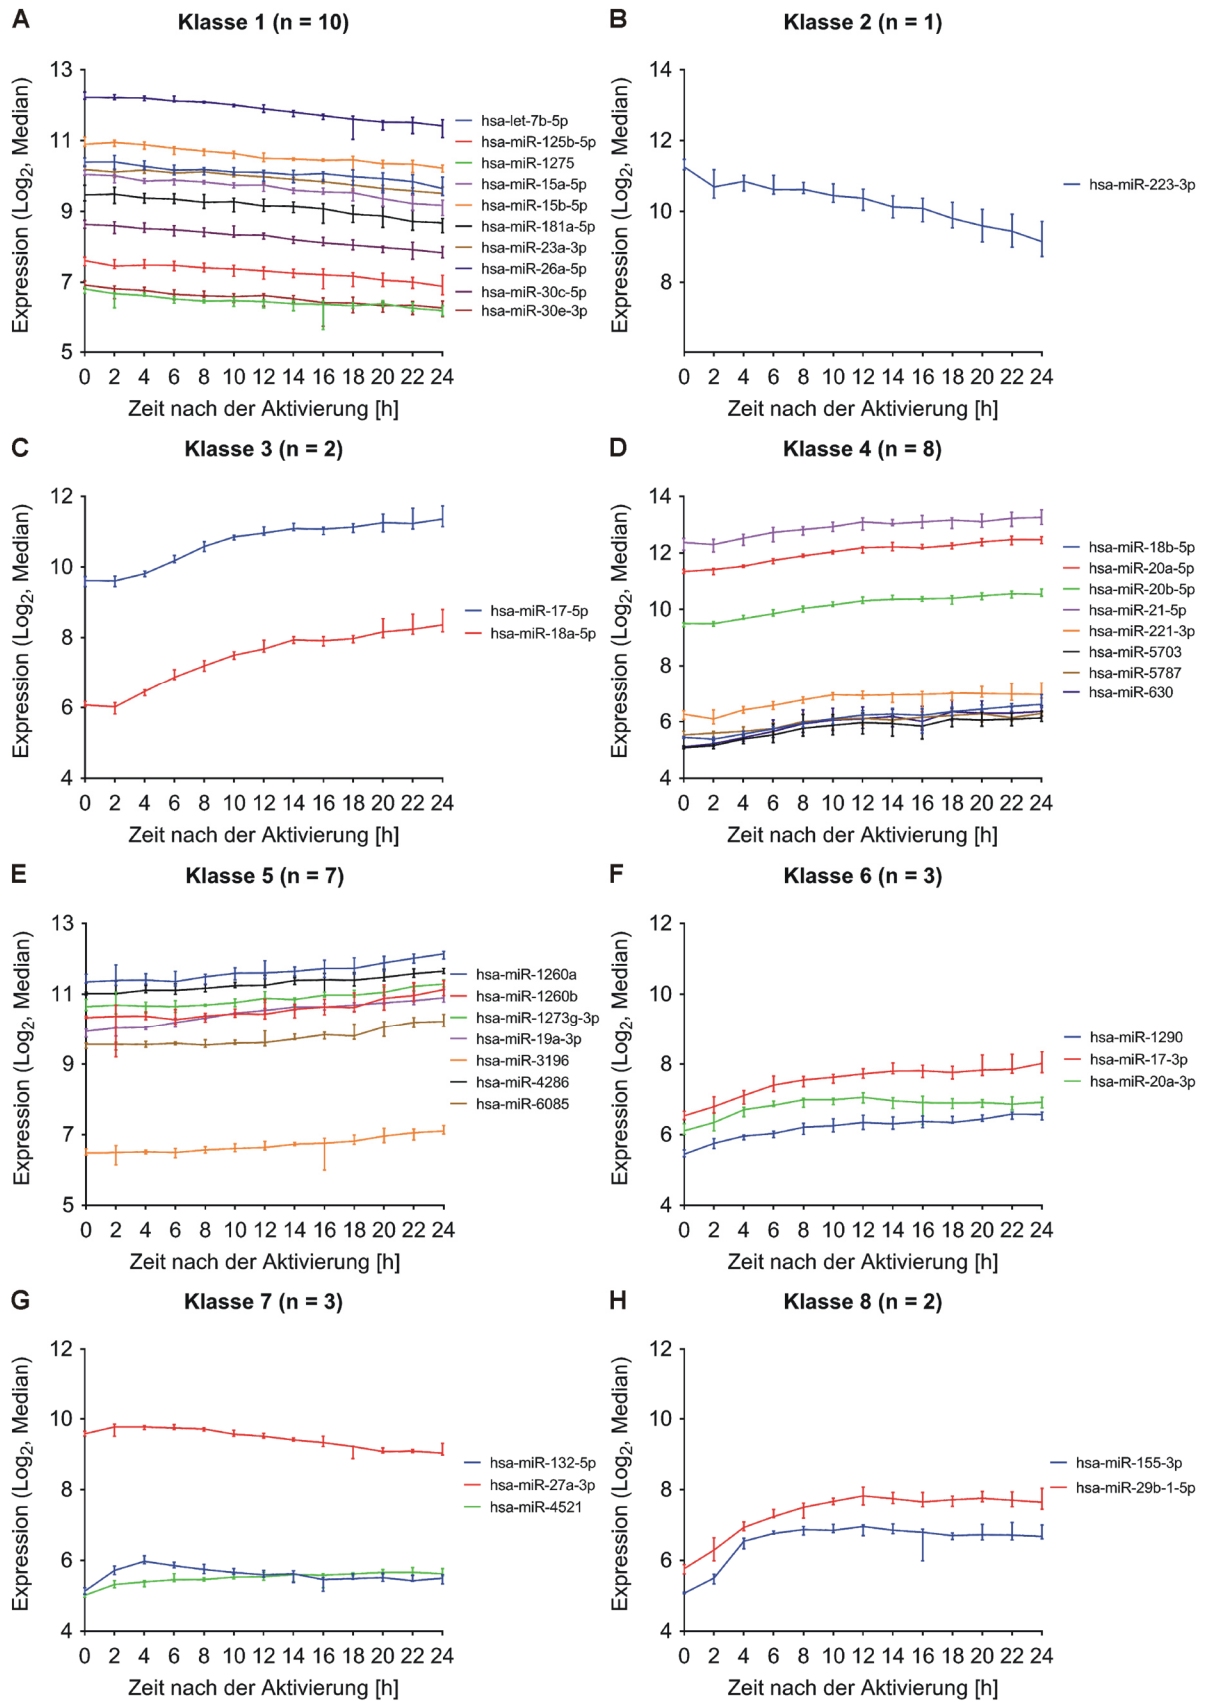 A
Klasse 1 (n = 10)
Expression (Log2, Median)
13
11
9
7
5
0 2 4 6 8 10 12 14 16 18 20 22 24
Zeit nach der Aktivierung [h]
hsa-let-7b-5p
hsa-miR-125b-5p
hsa-miR-1275
hsa-miR-15a-5p
hsa-miR-15b-5p
hsa-miR-181a-5p
hsa-miR-23a-3p
hsa-miR-26a-5p
hsa-miR-30c-5p
hsa-miR-30e-3p
B
Klasse 2 (n = 1)
Expression (Log2, Median)
14
12
10
8
0 2 4 6 8 10 12 14 16 18 20 22 24
Zeit nach der Aktivierung [h]
hsa-miR-223-3p
C
Klasse 3 (n = 2)
Expression (Log2, Median)
12
10
8
6
4
0 2 4 6 8 10 12 14 16 18 20 22 24
Zeit nach der Aktivierung [h]
hsa-miR-17-5p
hsa-miR-18a-5p
D
Klasse 4 (n = 8)
Expression (Log2, Median)
14
12
10
8
6
4
0 2 4 6 8 10 12 14 16 18 20 22 24
Zeit nach der Aktivierung [h]
hsa-miR-18b-5p
hsa-miR-20a-5p
hsa-miR-20b-5p
hsa-miR-21-5p
hsa-miR-221-3p
hsa-miR-5703
hsa-miR-5787
hsa-miR-630
E
Klasse 5 (n = 7)
Expression (Log2, Median)
13
11
9
7
5
0 2 4 6 8 10 12 14 16 18 20 22 24
Zeit nach der Aktivierung [h]
hsa-miR-1260a
hsa-miR-1260b
hsa-miR-1273g-3p
hsa-miR-19a-3p
hsa-miR-3196
hsa-miR-4286
hsa-miR-6085
F
Klasse 6 (n = 3)
Expression (Log2, Median)
12
10
8
6
4
0 2 4 6 8 10 12 14 16 18 20 22 24
Zeit nach der Aktivierung [h]
hsa-miR-1290
hsa-miR-17-3p
hsa-miR-20a-3p
G
Klasse 7 (n = 3)
Expression (Log2, Median)
12
10
8
6
4
0 2 4 6 8 10 12 14 16 18 20 22 24
Zeit nach der Aktivierung [h]
hsa-miR-132-5p
hsa-miR-27a-3p
hsa-miR-4521
H
Klasse 8 (n = 2)
Expression (Log2, Median)
12
10
8
6
4
0 2 4 6 8 10 12 14 16 18 20 22 24
Zeit nach der Aktivierung [h]
hsa-miR-155-3p
hsa-miR-29b-1-5p